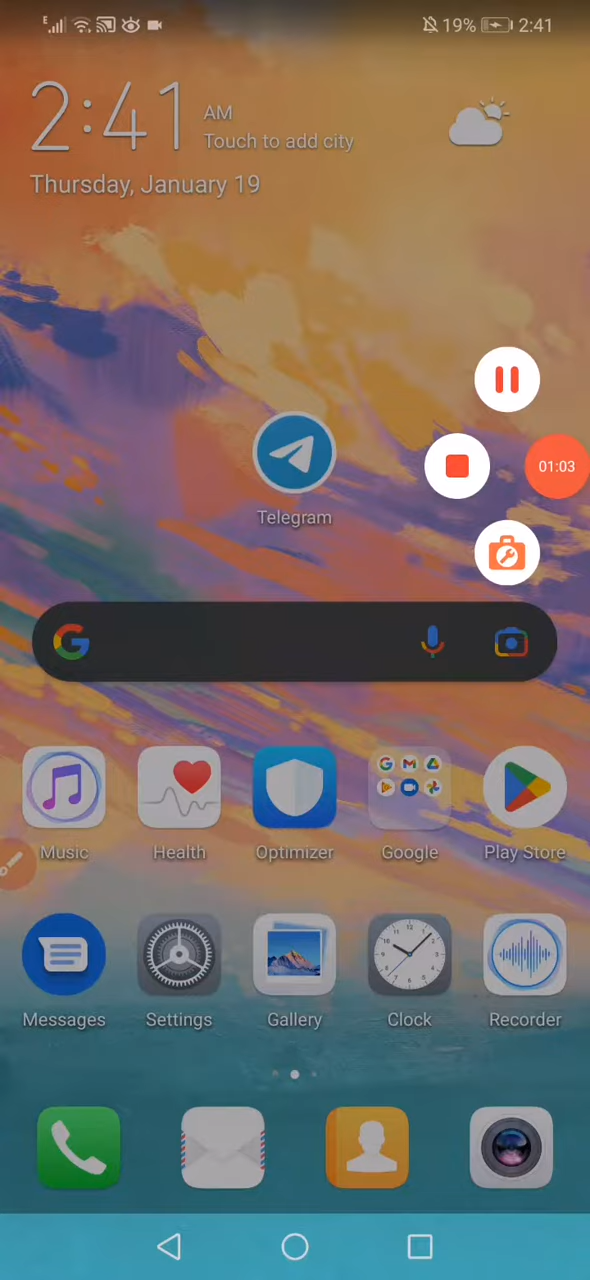 E 19% 2:41
2:41 AM
Touch to add city
Thursday, January 19
01:03
Telegram
Music Health Optimizer Google Play Store
Messages Settings Gallery Clock Recorder